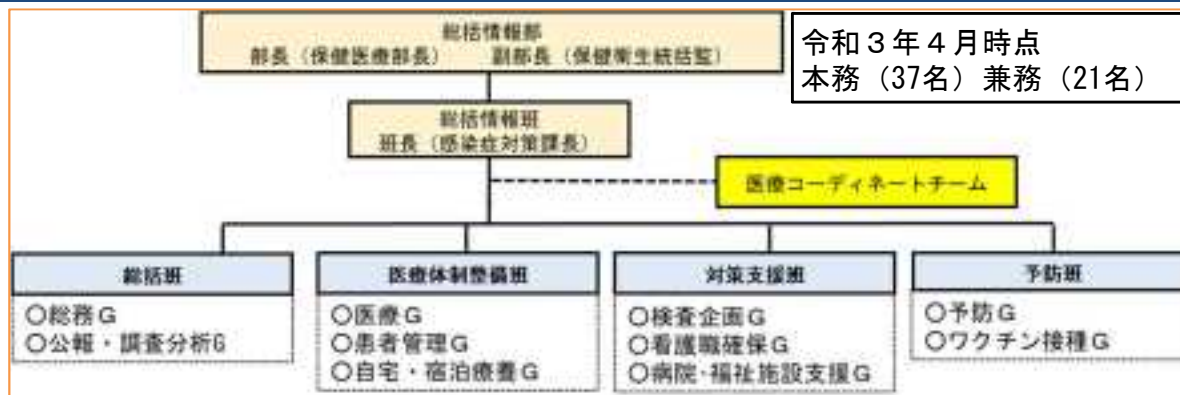 総括情報部
部長（保健医療部長）　副部長（保健衛生統括監）
令和３年４月時点
本務（37名）兼務（21名）
総括情報班
班長（感染症対策課長）
医療コーディネートチーム
総括班
○総務Ｇ
○公報・調査分析G
医療体制整備班
○医療Ｇ
○患者管理Ｇ
○自宅・宿泊療養Ｇ
対策支援班
○検査企画Ｇ
○看護職確保Ｇ
○病院・福祉施設支援Ｇ
予防班
○予防Ｇ
○ワクチン接種Ｇ